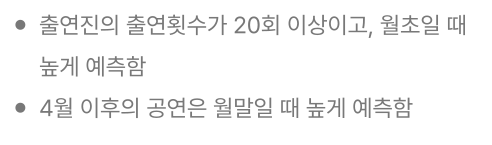 • 출연진의 출연횟수가 20회 이상이고, 월초일 때
높게 예측함
• 4월 이후의 공연은 월말일 때 높게 예측함